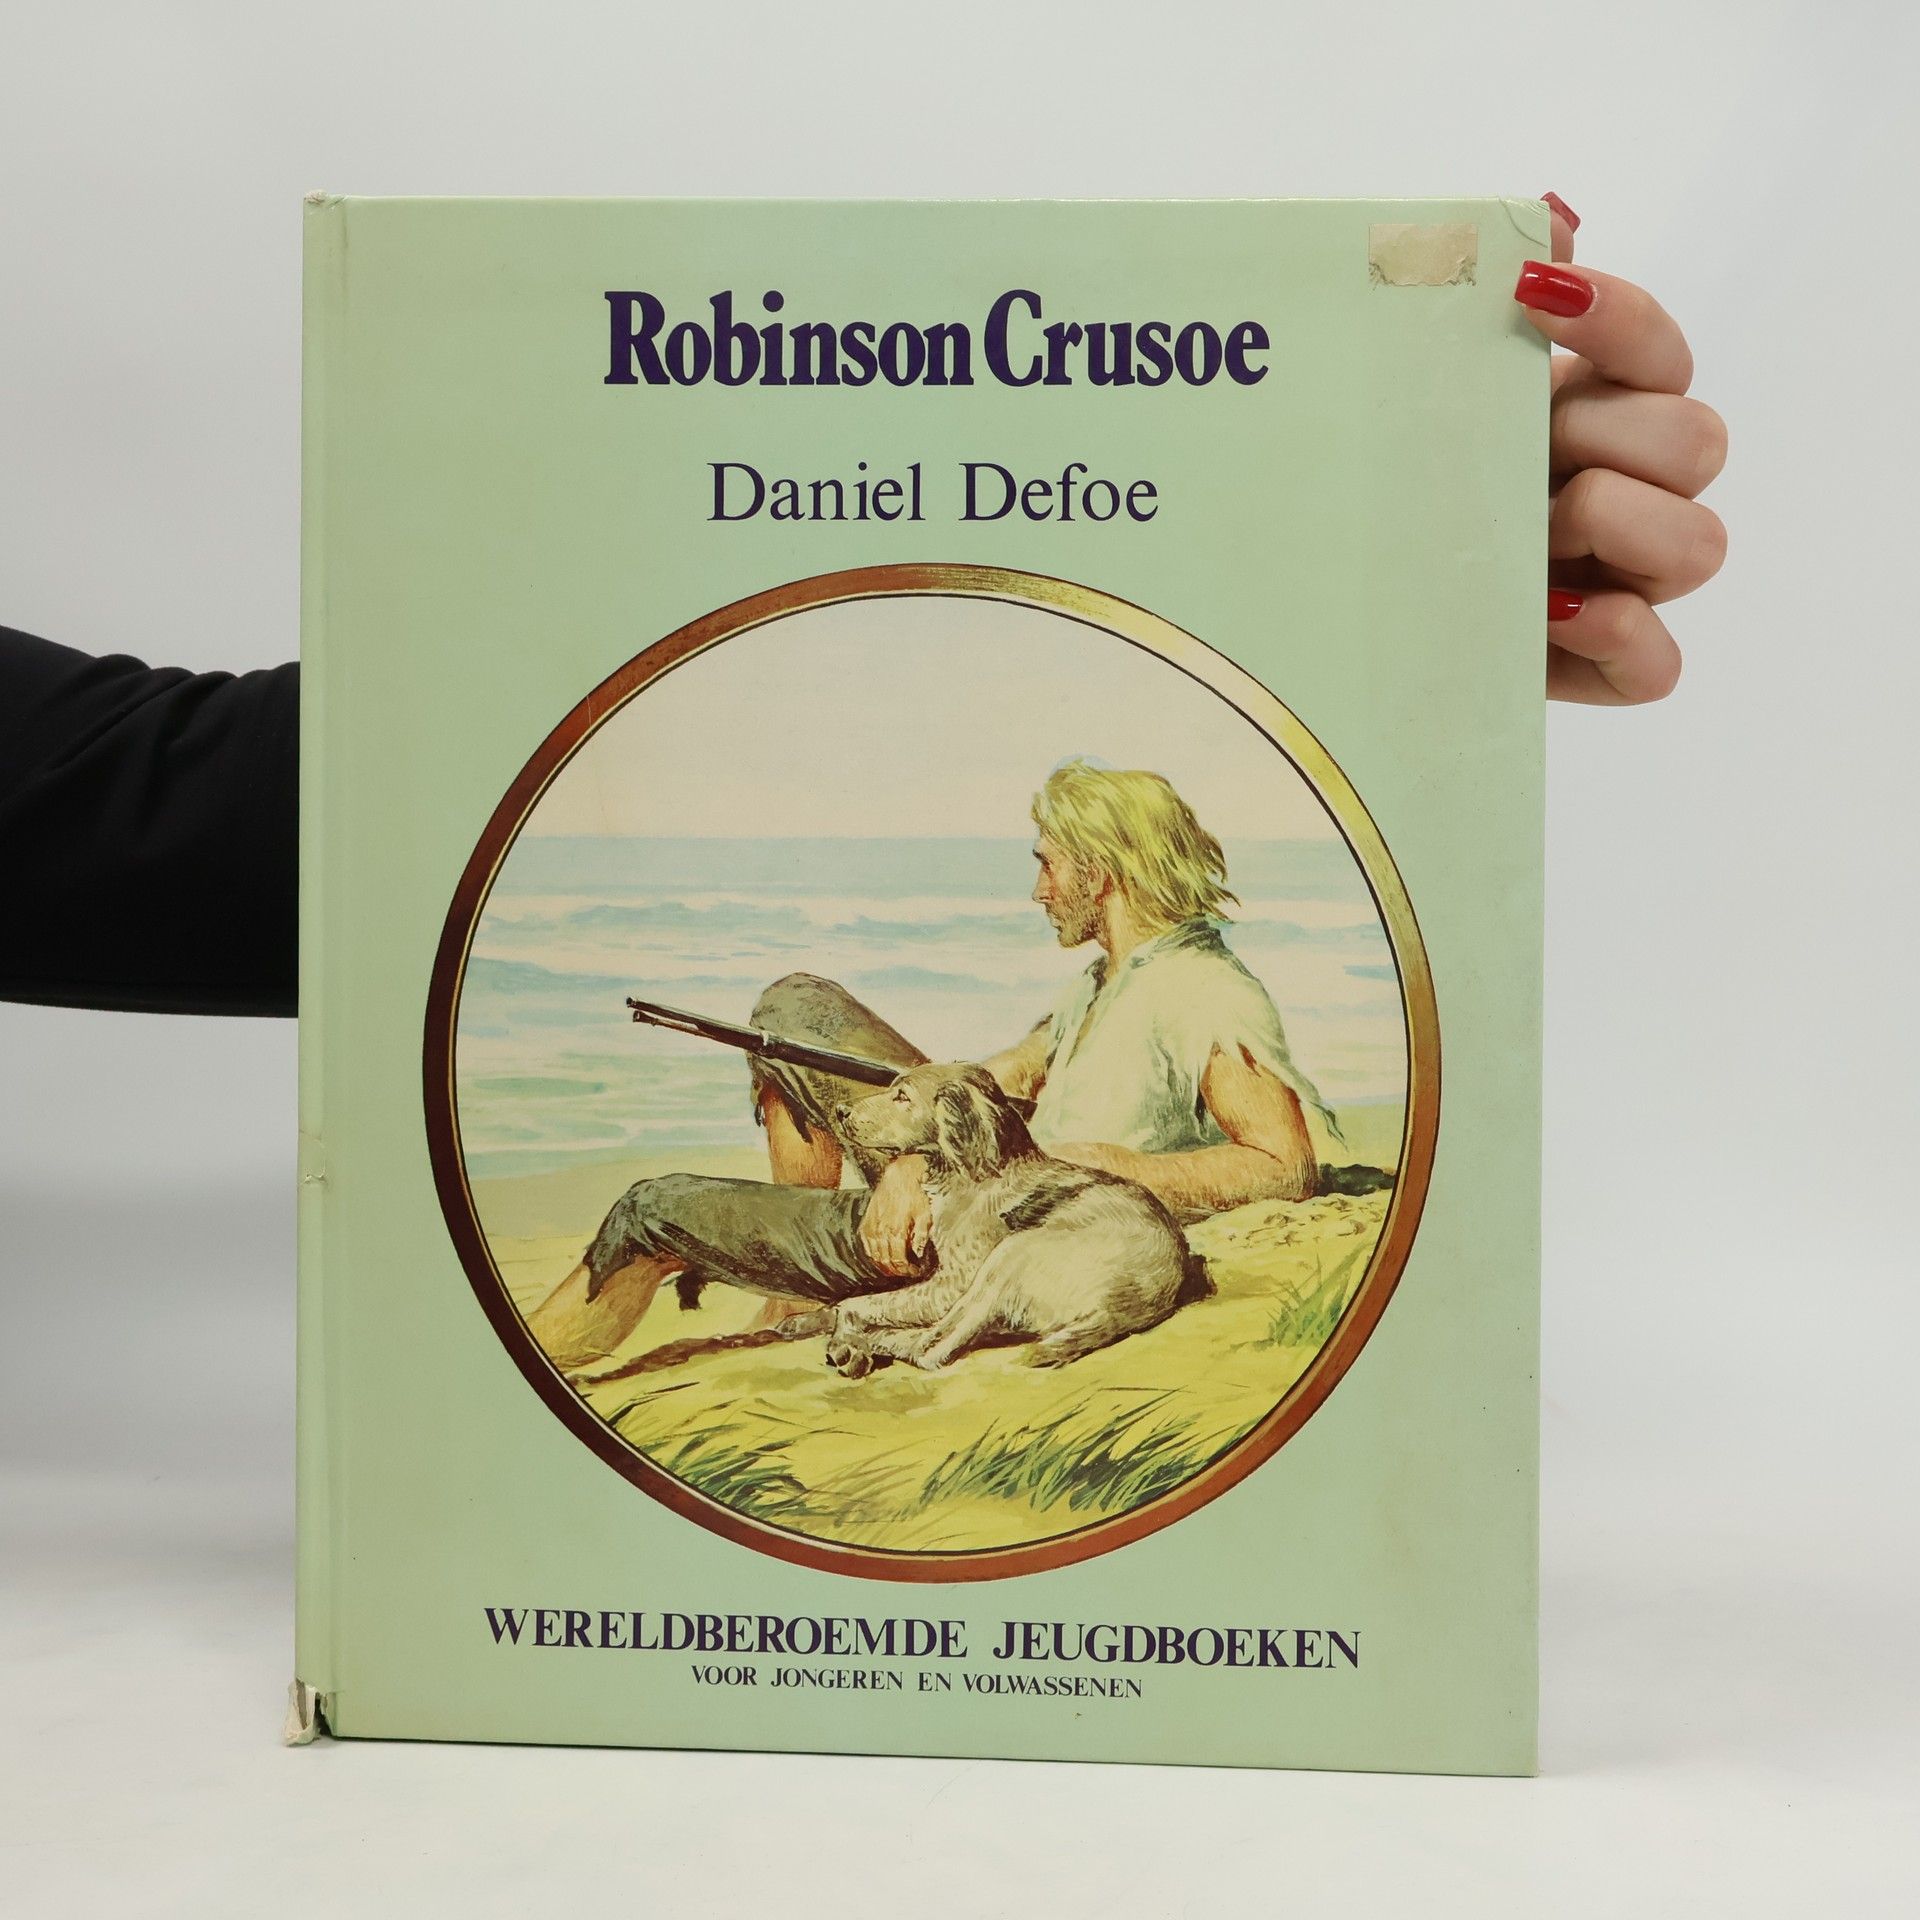 Robinson Crusoe
Daniel Defoe
WERELDBEROEMDE JEUGDBOEKEN
VOOR JONGEREN EN VOLWASSENEN